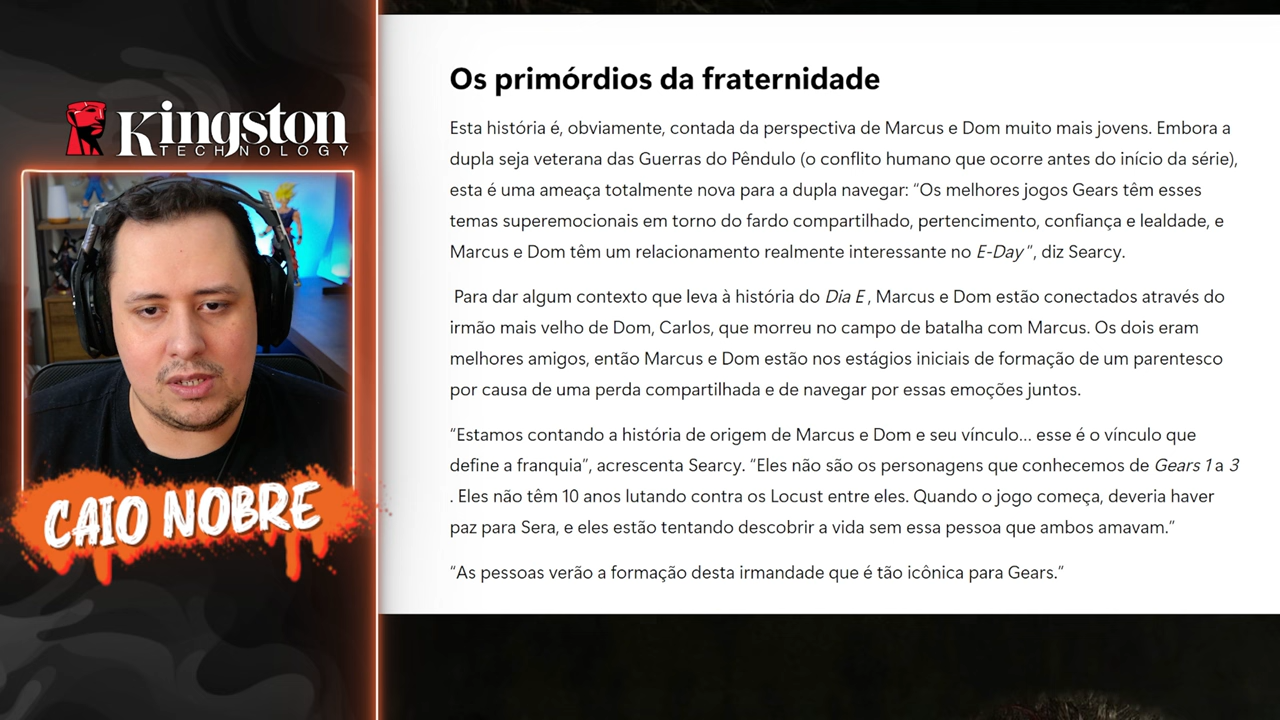 Kingston
TECHNOLOGY
CAIO NOBRE
Os primórdios da fraternidade
Esta história é, obviamente, contada da perspectiva de Marcus e Dom muito mais jovens. Embora a
dupla seja veterana das Guerras do Pêndulo (o conflito humano que ocorre antes do início da série),
esta é uma ameaça totalmente nova para a dupla navegar: “Os melhores jogos Gears têm esses
temas superemocionais em torno do fardo compartilhado, pertencimento, confiança e lealdade, e
Marcus e Dom têm um relacionamento realmente interessante no E-Day”, diz Searcy.
Para dar algum contexto que leva à história do Dia E , Marcus e Dom estão conectados através do
irmão mais velho de Dom, Carlos, que morreu no campo de batalha com Marcus. Os dois eram
melhores amigos, então Marcus e Dom estão nos estágios iniciais de formação de um parentesco
por causa de uma perda compartilhada e de navegar por essas emoções juntos.
“Estamos contando a história de origem de Marcus e Dom e seu vínculo... esse é o vínculo que
define a franquia”, acrescenta Searcy. “Eles não são os personagens que conhecemos de Gears 1 a 3
. Eles não têm 10 anos lutando contra os Locust entre eles. Quando o jogo começa, deveria haver
paz para Sera, e eles estão tentando descobrir a vida sem essa pessoa que ambos amavam.”
“As pessoas verão a formação desta irmandade que é tão icônica para Gears.”